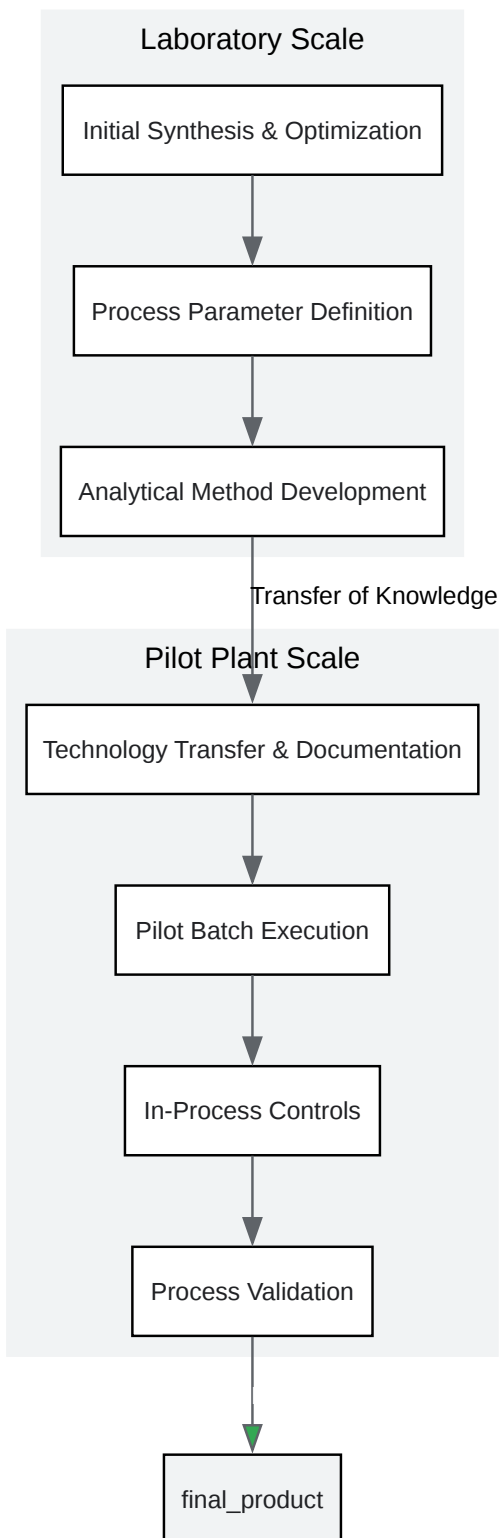 Laboratory Scale
Initial Synthesis & Optimization
Process Parameter Definition
Analytical Method Development
Transfer of Knowledge
Pilot Plant Scale
Technology Transfer & Documentation
Pilot Batch Execution
In-Process Controls
Process Validation
final_product